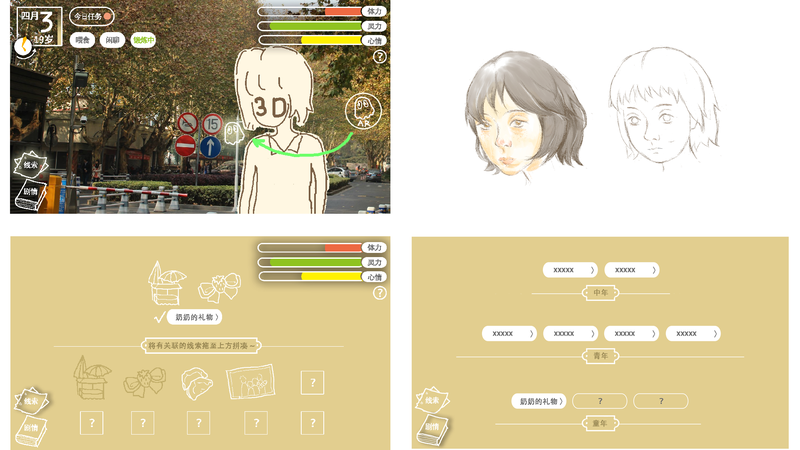 四月 3
19岁
今日任务
喂食 闲聊 锻炼中
体力
灵力
心情
?
3D
AR
15
线索
剧情
体力
灵力
心情
?
奶奶的礼物 〉
将有关联的线索拖至上方拼凑~
?
? ? ? ? ?
线索
剧情
xxxxx 〉 xxxxx 〉
中年
xxxxx 〉 xxxxx 〉 xxxxx 〉 xxxxx 〉
青年
奶奶的礼物 〉 ? ?
童年
线索
剧情